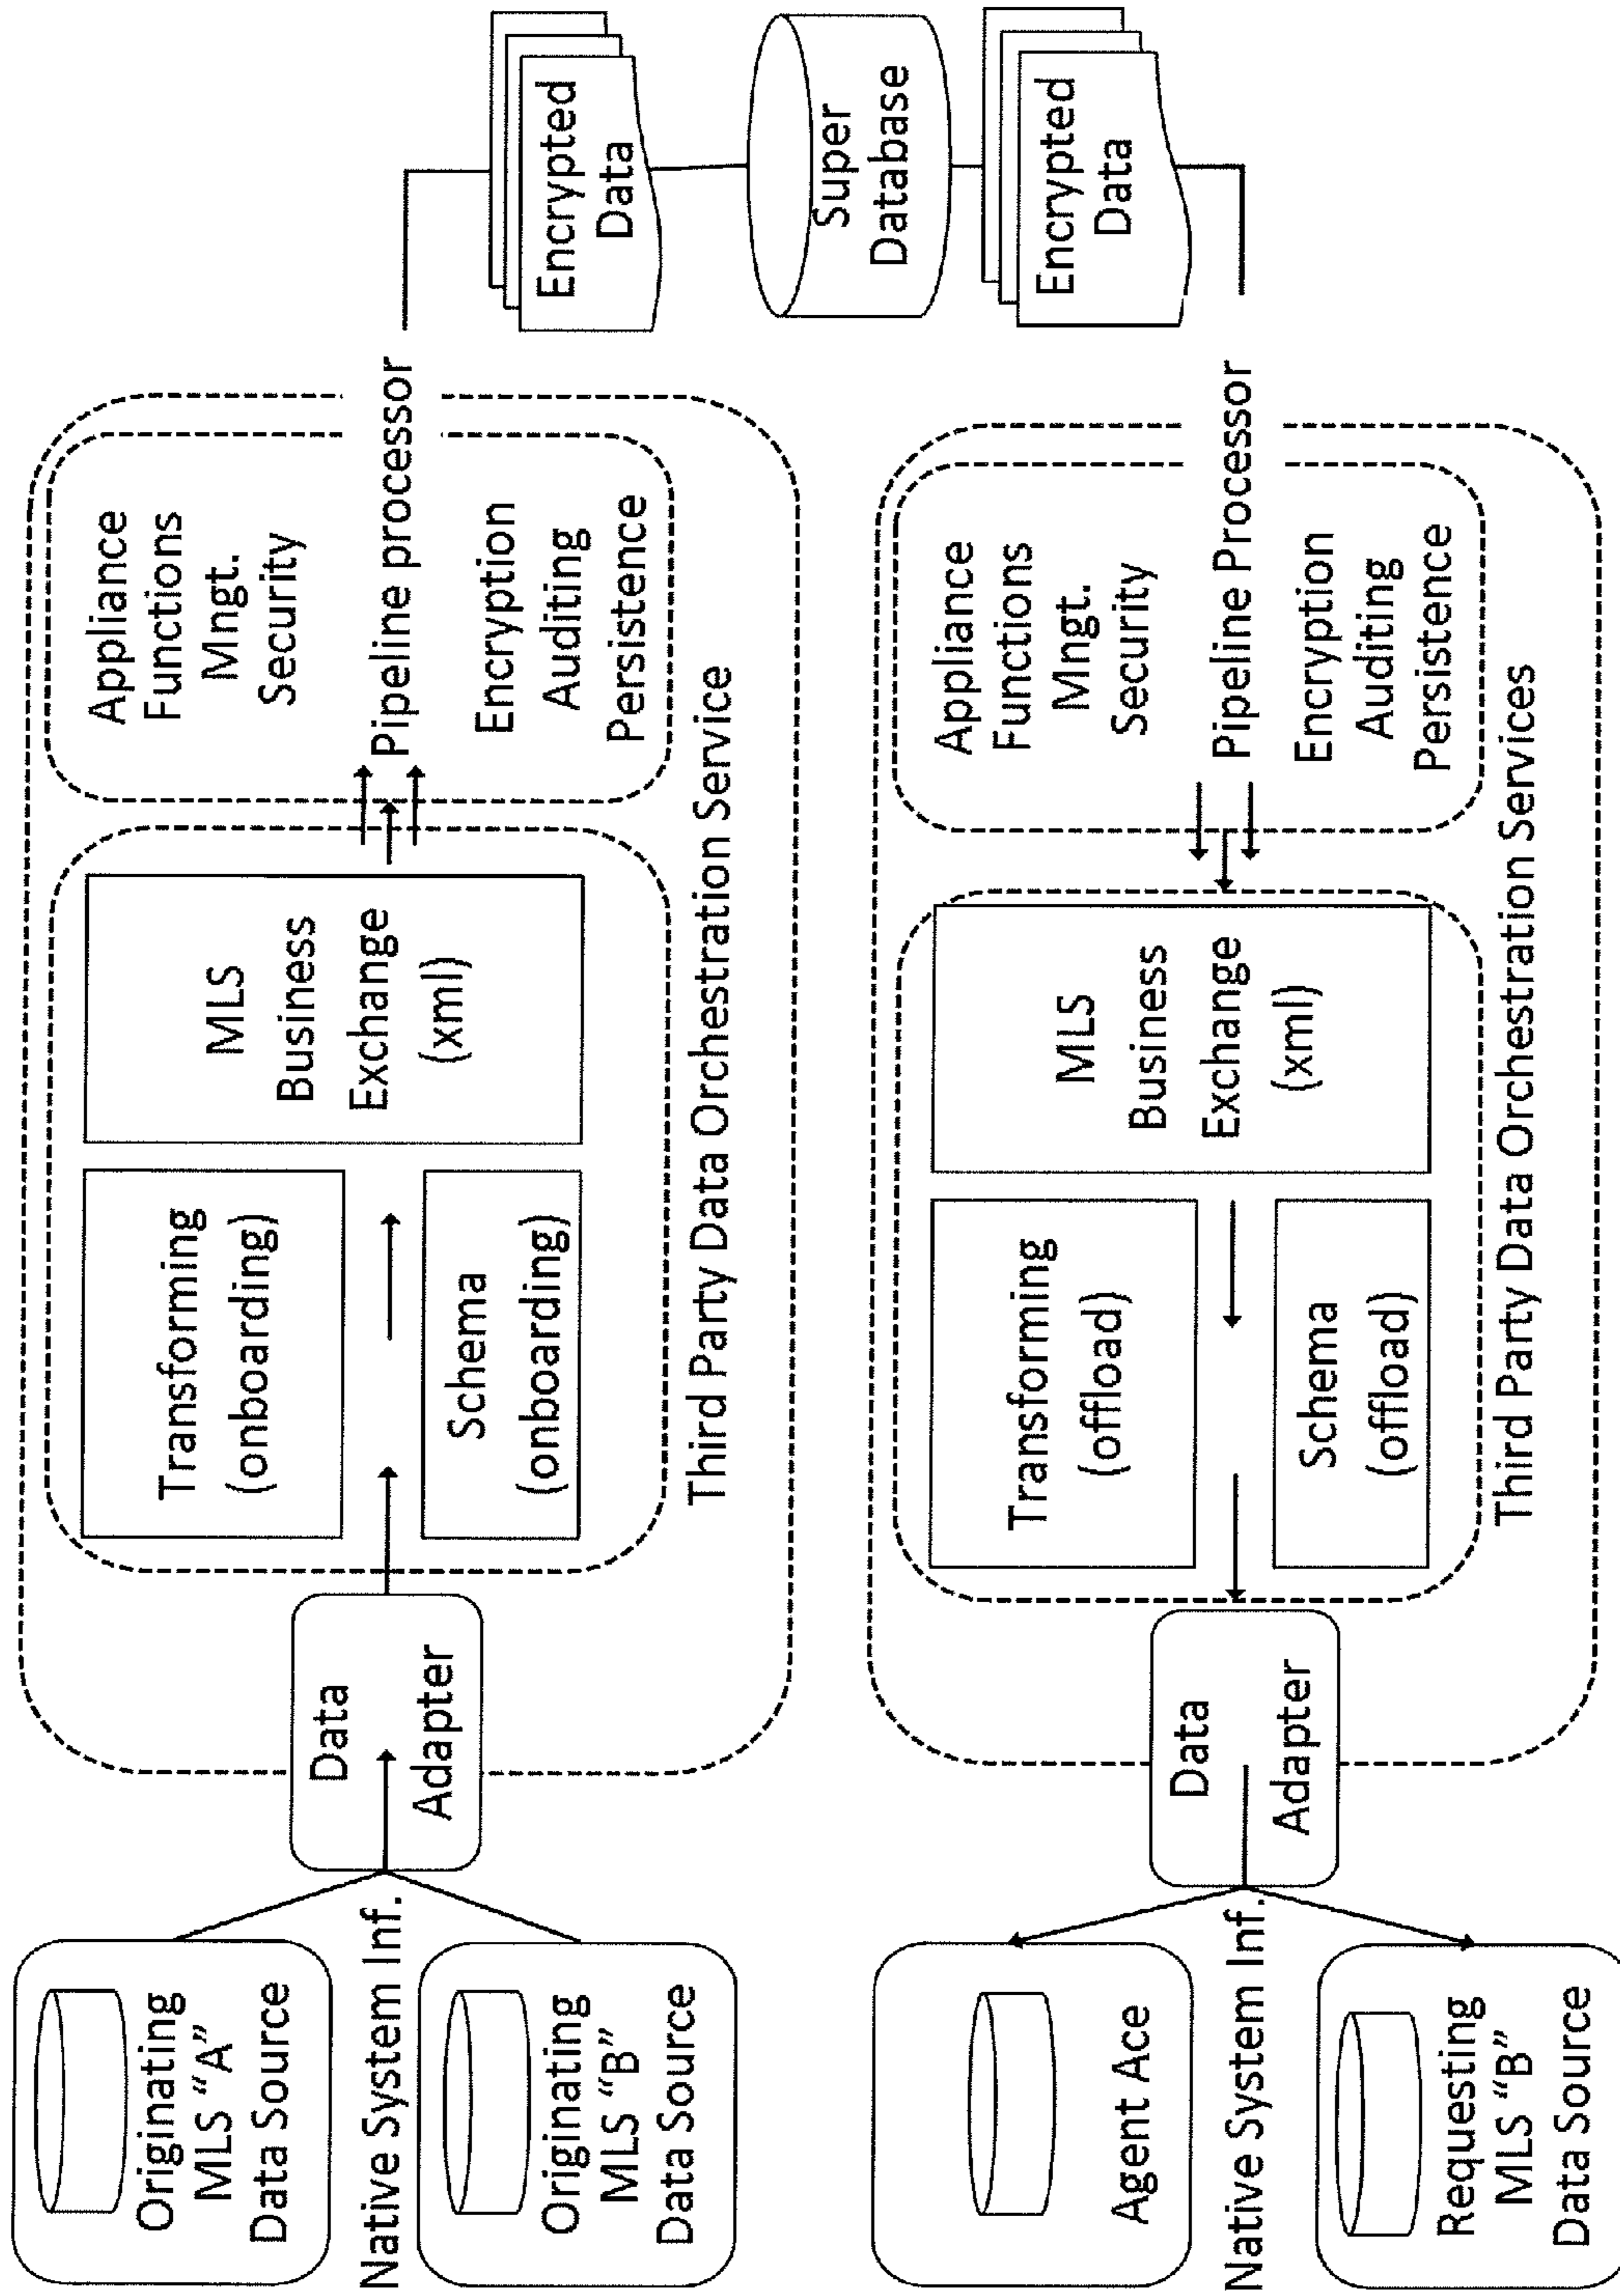 Originating
MLS “A”
Data Source
Native System Inf.
Originating
MLS “B”
Data Source
Data
Adapter
Transforming
(onboarding)
Schema
(onboarding)
MLS
Business
Exchange
(xml)
Appliance
Functions
Mngt.
Security
Pipeline processor
Encryption
Auditing
Persistence
Third Party Data Orchestration Service
Encrypted
Data
Super
Database
Encrypted
Data
Agent Ace
Native System Inf.
Requesting
MLS “B”
Data Source
Data
Adapter
Transforming
(offload)
Schema
(offload)
MLS
Business
Exchange
(xml)
Appliance
Functions
Mngt.
Security
Pipeline Processor
Encryption
Auditing
Persistence
Third Party Data Orchestration Services